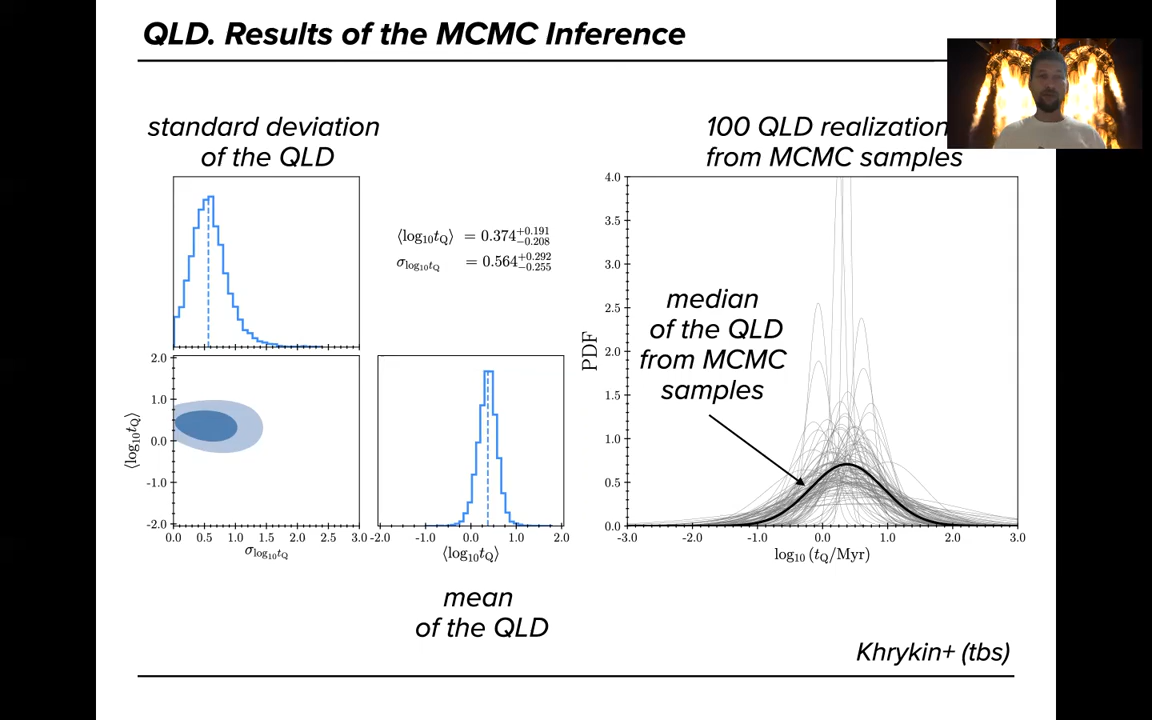 QLD. Results of the MCMC Inference
standard deviation
of the QLD
100 QLD realization
from MCMC samples
⟨log₁₀t_Q⟩ = 0.374^{+0.191}_{−0.208}
σ_{log₁₀t_Q} = 0.564^{+0.292}_{−0.255}
2.0
1.0
0.0
-1.0
-2.0
⟨log₁₀t_Q⟩
0.0 0.5 1.0 1.5 2.0 2.5 3.0
σ_{log₁₀t_Q}
-2.0 -1.0 0.0 1.0 2.0
⟨log₁₀t_Q⟩
mean
of the QLD
4.0
3.5
3.0
2.5
2.0
1.5
1.0
0.5
0.0
PDF
median
of the QLD
from MCMC
samples
-3.0 -2.0 -1.0 0.0 1.0 2.0 3.0
log₁₀ (t_Q/Myr)
Khrykin+ (tbs)